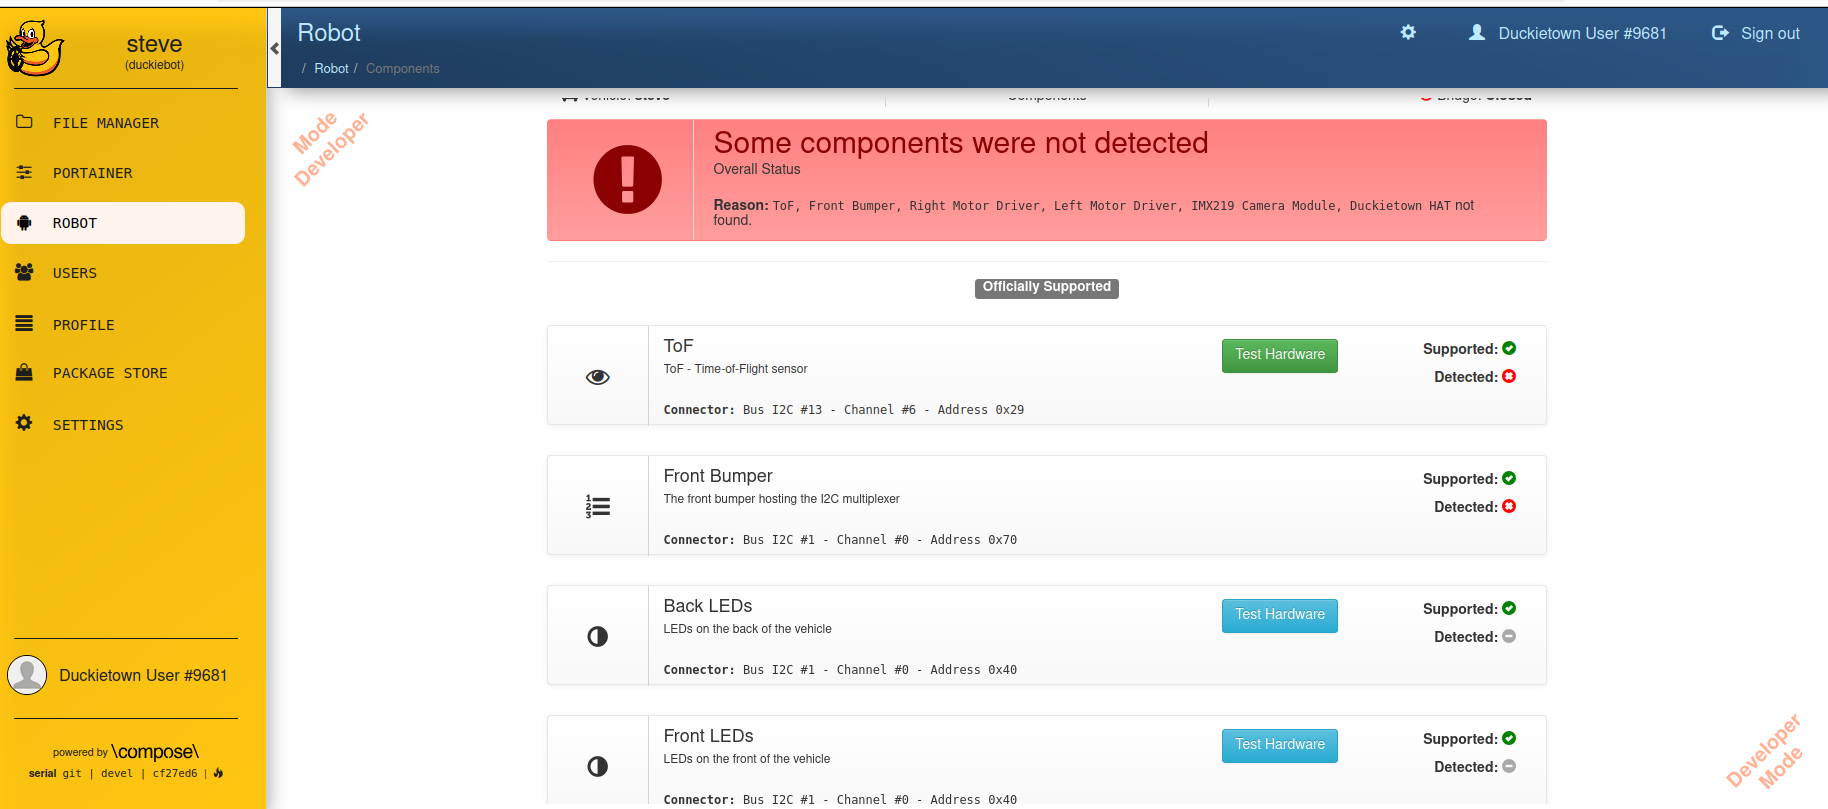 steve
(duckiebot)
FILE MANAGER
PORTAINER
ROBOT
USERS
PROFILE
PACKAGE STORE
SETTINGS
Duckietown User #9681
powered by \compose\
serial git | devel | cf27ed6 |
Robot
/ Robot / Components
Duckietown User #9681
Sign out
Mode
Developer
Vehicle: Steve
Components
Bridge: Closed
Some components were not detected
Overall Status
Reason: ToF, Front Bumper, Right Motor Driver, Left Motor Driver, IMX219 Camera Module, Duckietown HAT not
found.
Officially Supported
ToF
ToF - Time-of-Flight sensor
Connector: Bus I2C #13 - Channel #6 - Address 0x29
Test Hardware
Supported:
Detected:
Front Bumper
The front bumper hosting the I2C multiplexer
Connector: Bus I2C #1 - Channel #0 - Address 0x70
Supported:
Detected:
Back LEDs
LEDs on the back of the vehicle
Connector: Bus I2C #1 - Channel #0 - Address 0x40
Test Hardware
Supported:
Detected:
Front LEDs
LEDs on the front of the vehicle
Connector: Bus I2C #1 - Channel #0 - Address 0x40
Test Hardware
Supported:
Detected:
Developer
Mode